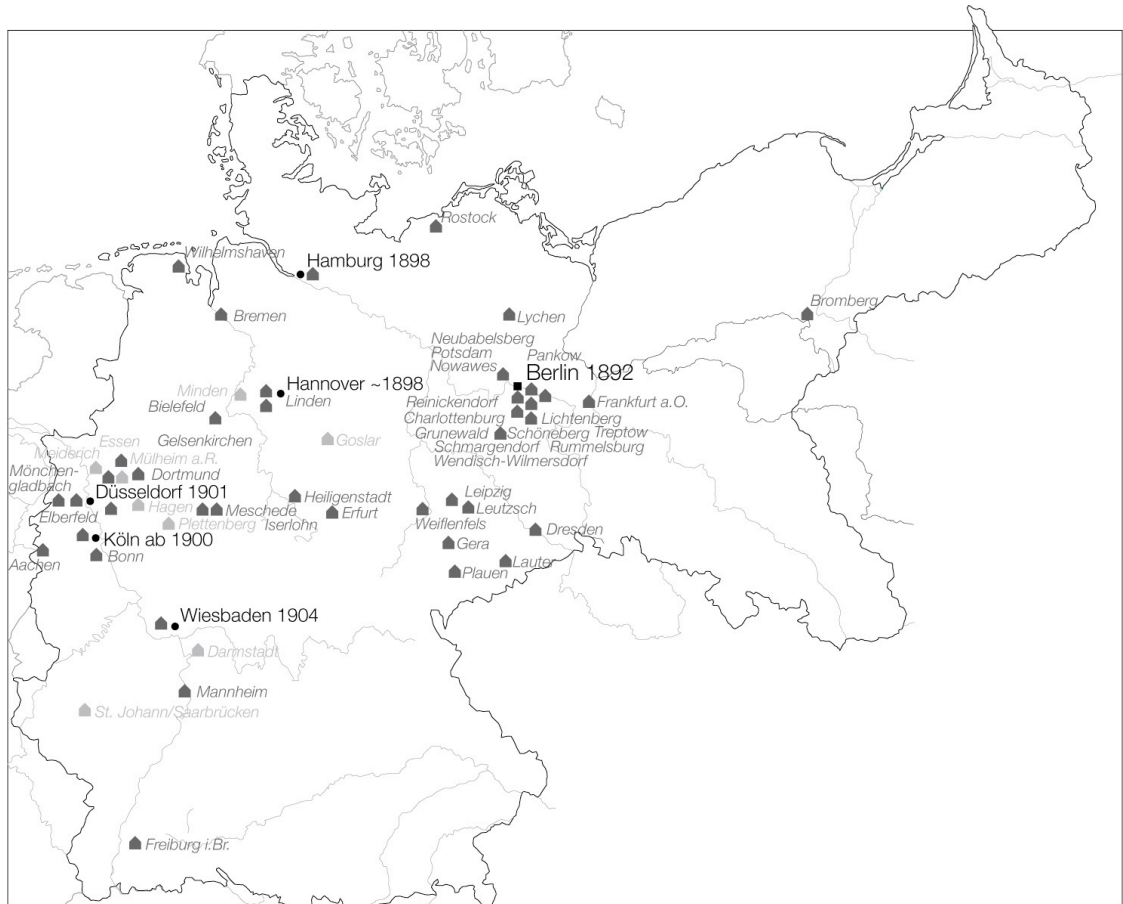 Rostock
Wilhelmshaven
Hamburg 1898
Bremen
Lychen
Bromberg
Neubabelsberg
Potsdam
Pankow
Nowawes
Berlin 1892
Hannover ~1898
Minden
Linden
Bielefeld
Reinickendorf
Frankfurt a.O.
Charlottenburg
Lichtenberg
Grunewald
Schöneberg
Treptow
Schmargendorf
Rummelsburg
Wendisch-Wilmersdorf
Gelsenkirchen
Goslar
Essen
Meiderich
Mülheim a.R.
Mönchen-
gladbach
Dortmund
Düsseldorf 1901
Elberfeld
Hagen
Meschede
Plettenberg
Iserlohn
Heiligenstadt
Erfurt
Leipzig
Leutzsch
Weiflenfels
Dresden
Köln ab 1900
Bonn
Aachen
Gera
Lauter
Plauen
Wiesbaden 1904
Darmstadt
Mannheim
St. Johann/Saarbrücken
Freiburg i.Br.